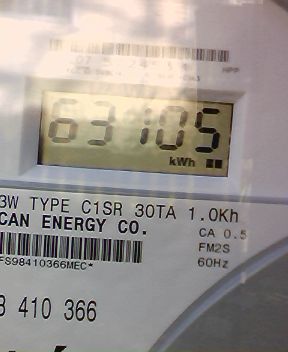 63105
kWh
3W TYPE C1SR 30TA 1.0Kh
CAN ENERGY CO.
CA 0.5
FM2S
60Hz
FS98410366MEC*
410 366